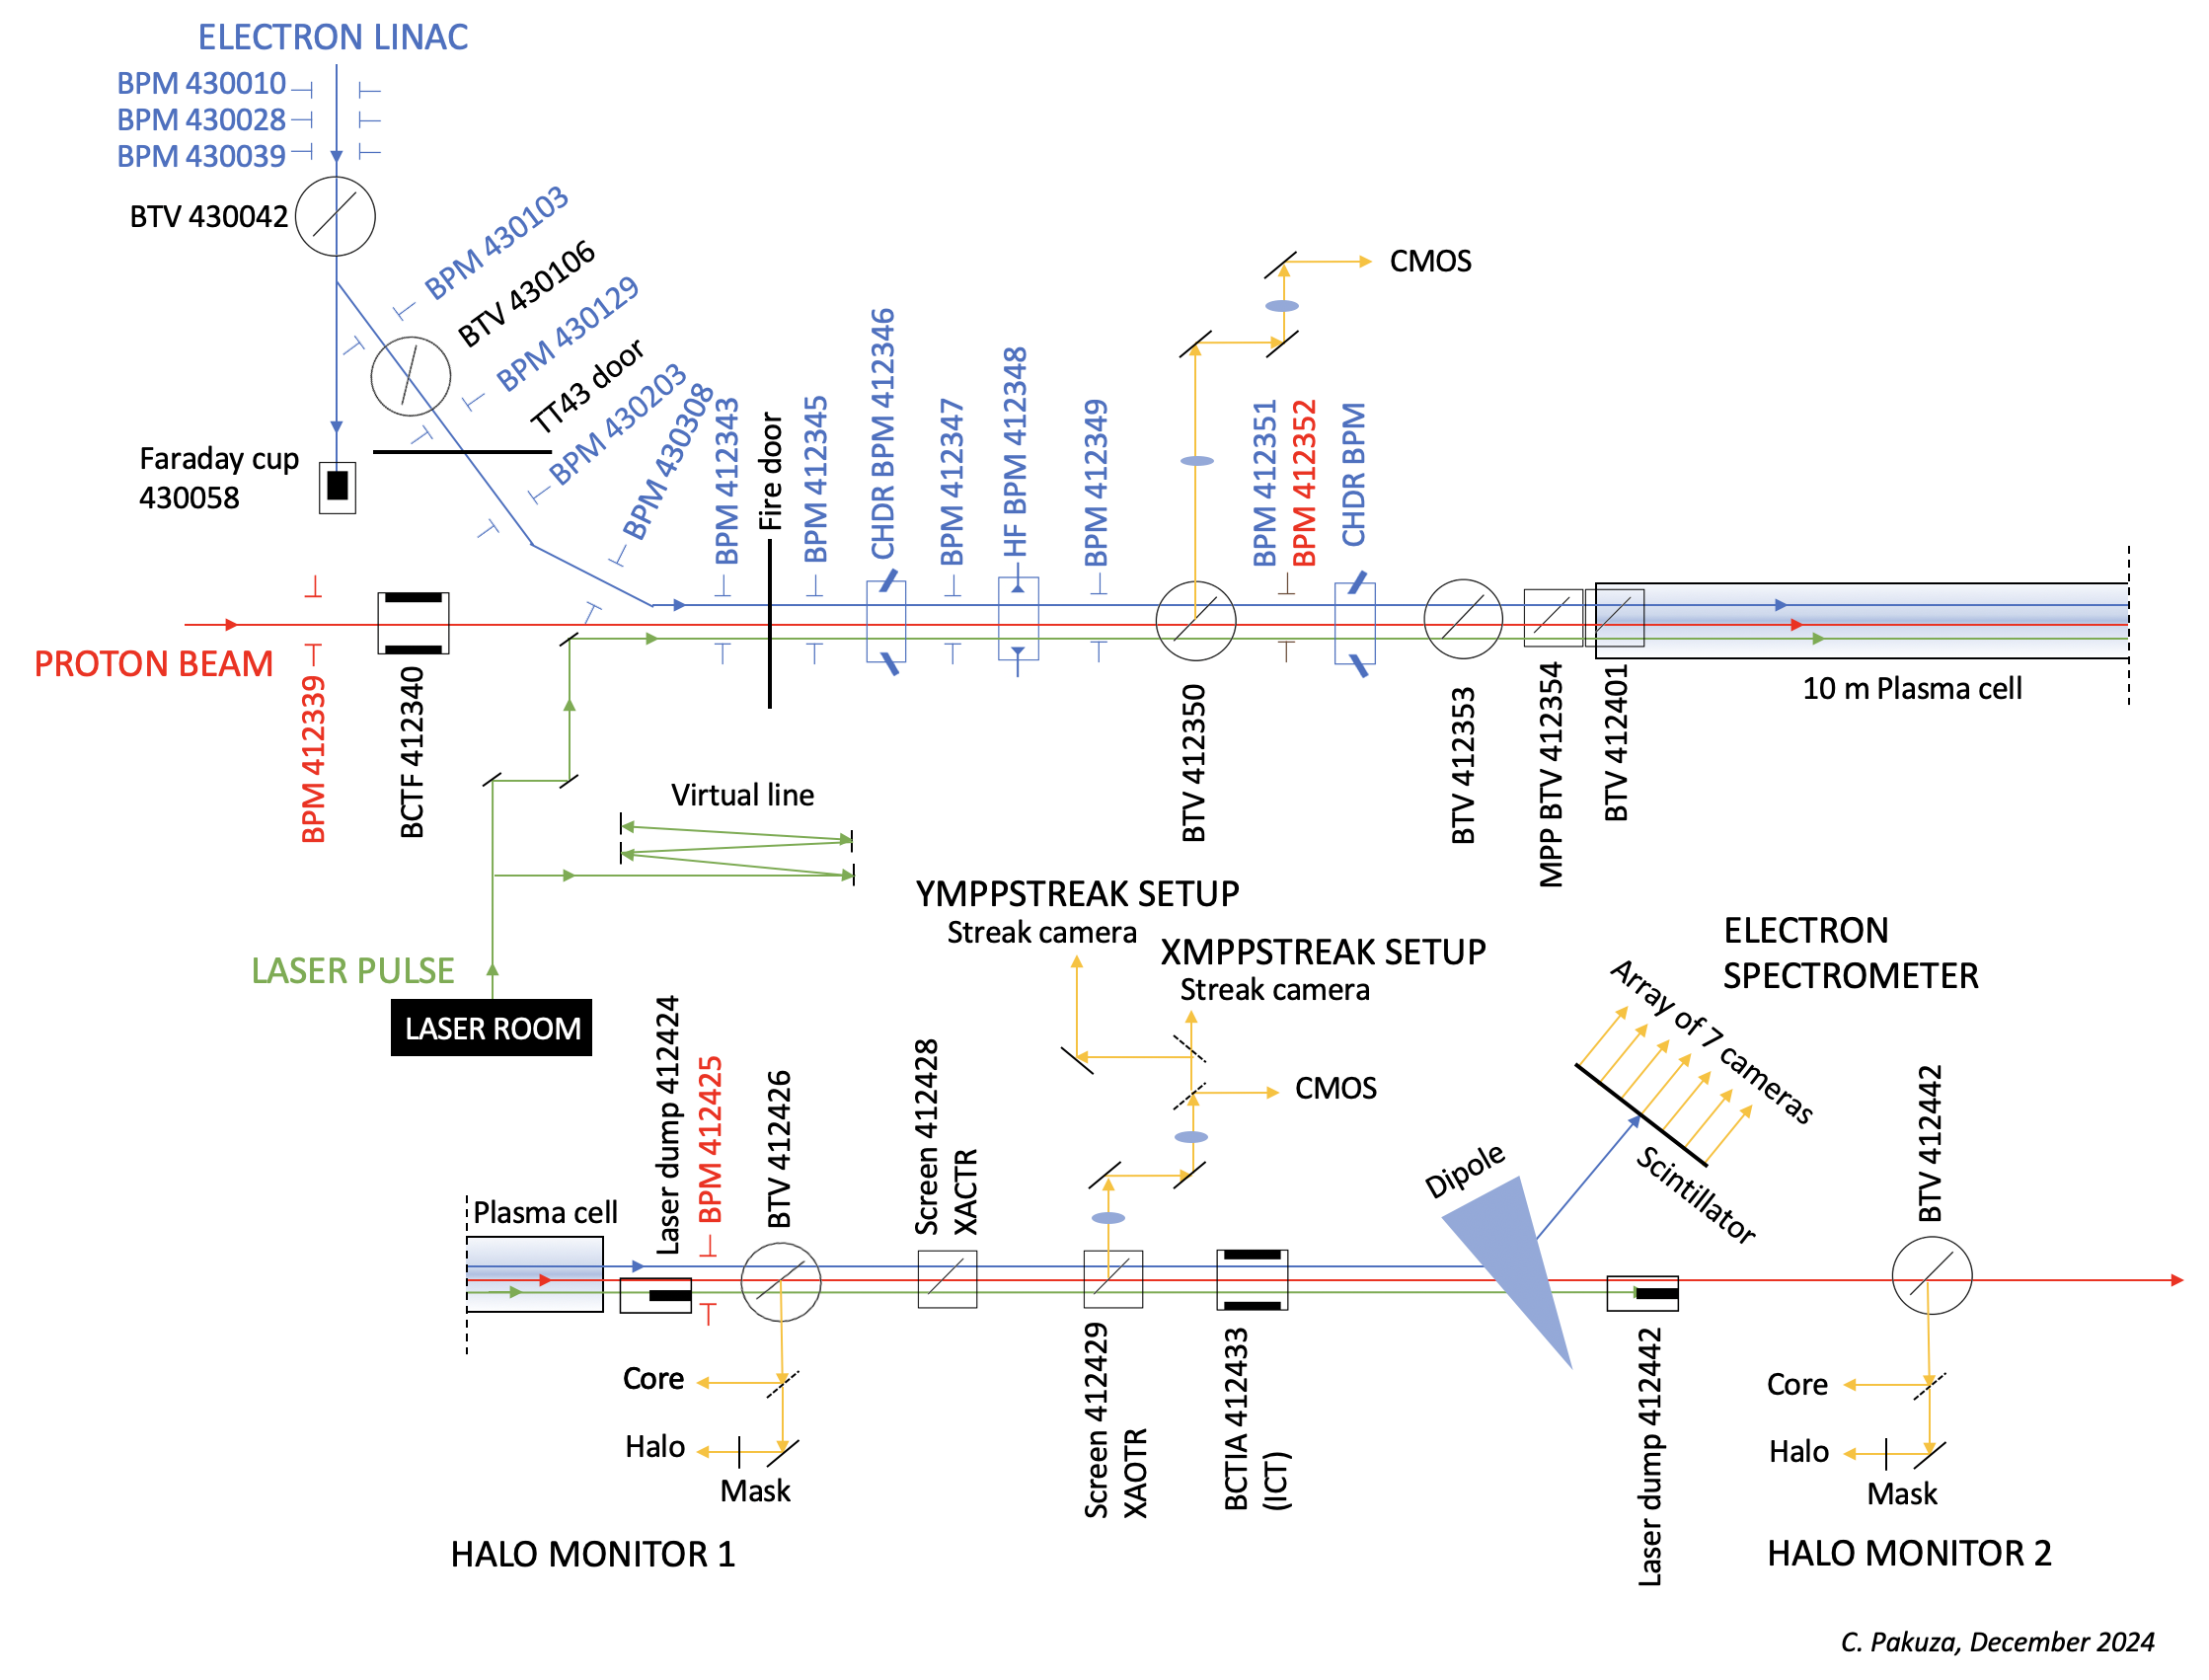 ELECTRON LINAC
BPM 430010
BPM 430028
BPM 430039
BTV 430042
BPM 430103
BTV 430106
BPM 430129
TT43 door
BPM 430203
BPM 430308
Faraday cup
430058
BPM 412343
Fire door
BPM 412345
CHDR BPM 412346
BPM 412347
HF BPM 412348
BPM 412349
CMOS
BPM 412351
BPM 412352
CHDR BPM
PROTON BEAM
BPM 412339
BCTF 412340
BTV 412350
BTV 412353
MPP BTV 412354
BTV 412401
10 m Plasma cell
Virtual line
LASER PULSE
LASER ROOM
YMPPSTREAK SETUP
Streak camera
XMPPSTREAK SETUP
Streak camera
CMOS
ELECTRON
SPECTROMETER
Array of 7 cameras
Scintillator
Dipole
Plasma cell
Laser dump 412424
BPM 412425
BTV 412426
Screen 412428
XACTR
Screen 412429
XAOTR
BCTIA 412433
(ICT)
Laser dump 412442
BTV 412442
Core
Halo
Mask
HALO MONITOR 1
Core
Halo
Mask
HALO MONITOR 2
C. Pakuza, December 2024